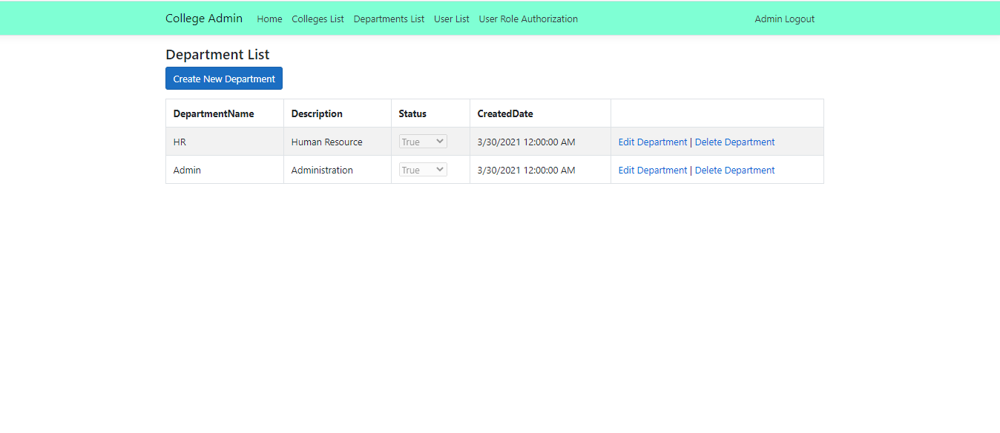 College Admin Home Colleges List Departments List User List User Role Authorization Admin Logout
Department List
Create New Department
DepartmentName Description Status CreatedDate
HR Human Resource True 3/30/2021 12:00:00 AM Edit Department | Delete Department
Admin Administration True 3/30/2021 12:00:00 AM Edit Department | Delete Department